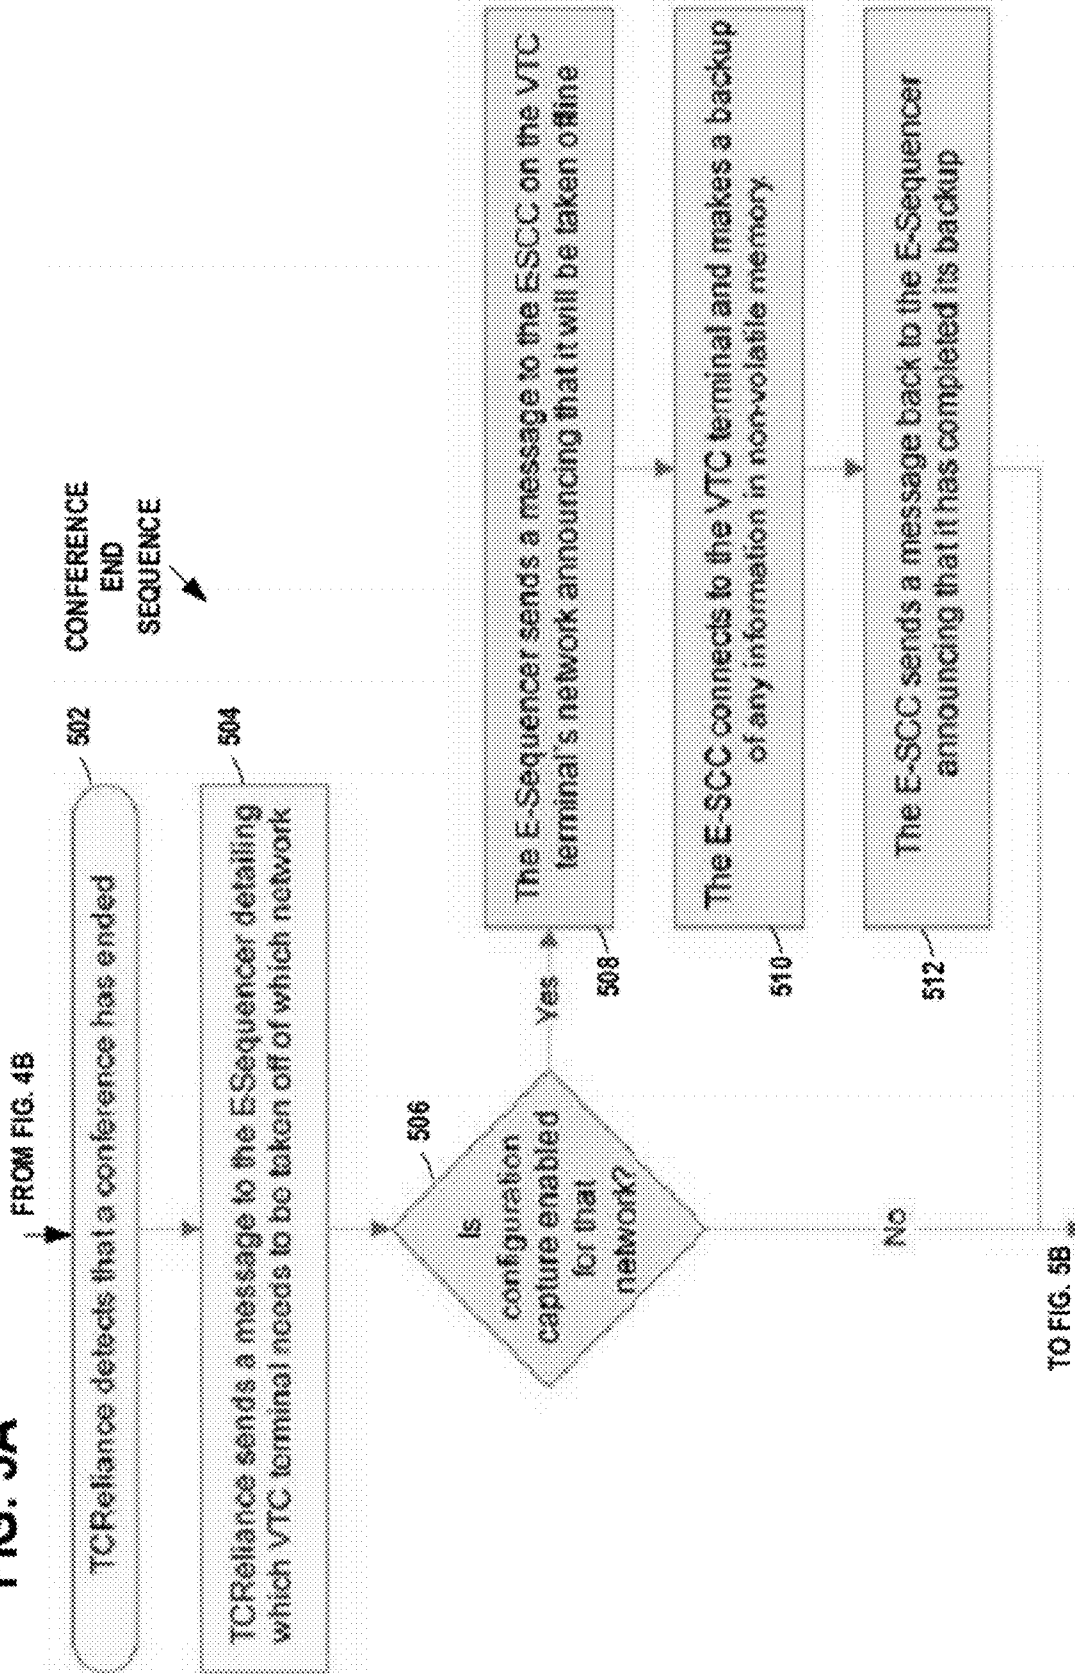 FIG. 5A
FROM FIG. 4B
CONFERENCE
END
SEQUENCE
502
TCReliance detects that a conference has ended
504
TCReliance sends a message to the E-Sequencer detailing
which VTC terminal needs to be taken off of which network
506
Is
configuration
capture enabled
for that
network?
Yes
No
508
The E-Sequencer sends a message to the ESCC on the VTC
terminal's network announcing that it will be taken offline
510
The E-SCC connects to the VTC terminal and makes a backup
of any information in non-volatile memory.
512
The E-SCC sends a message back to the E-Sequencer
announcing that it has completed its backup
TO FIG. 5B